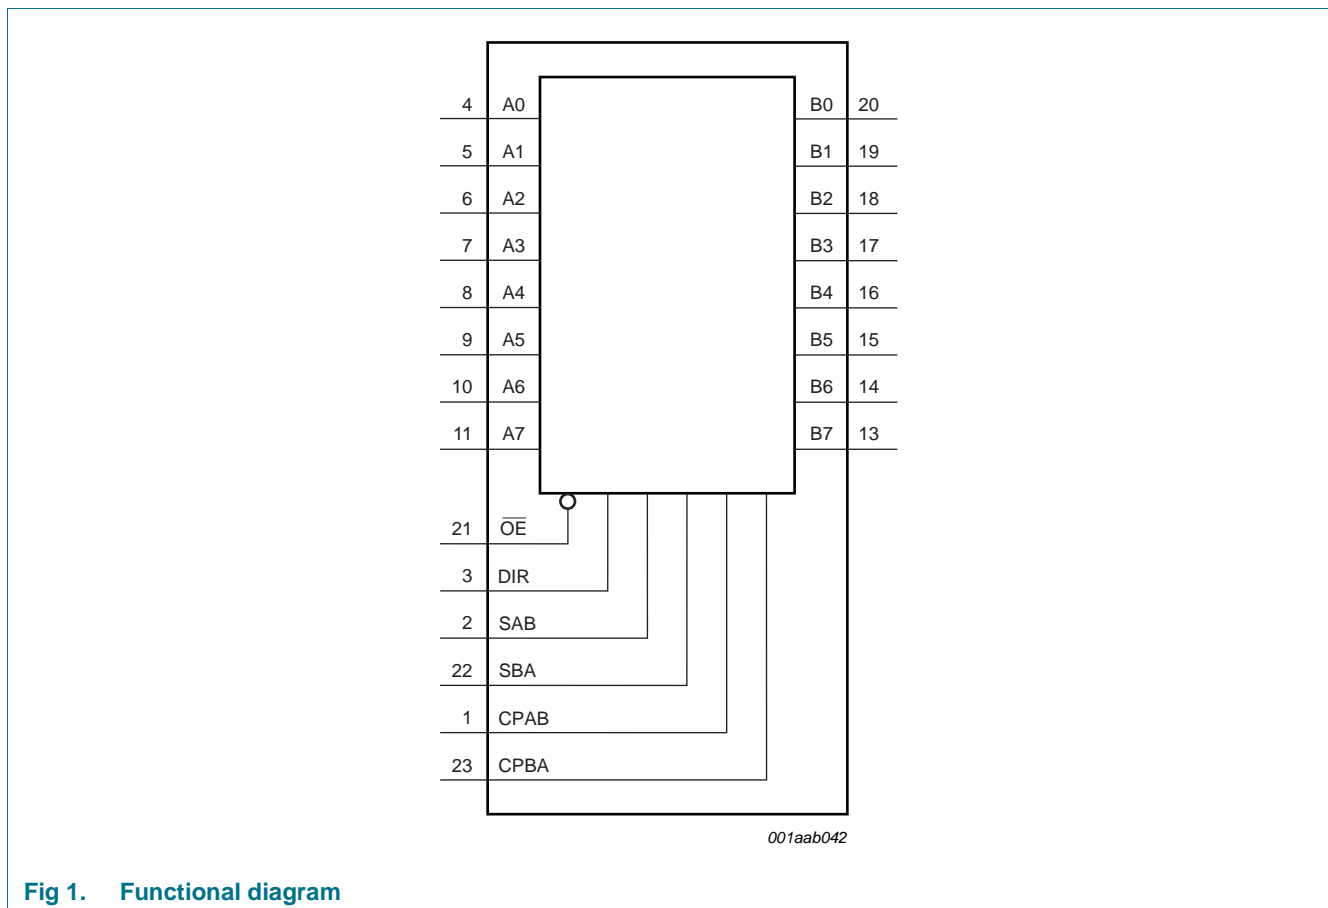 4 A0 B0 20
5 A1 B1 19
6 A2 B2 18
7 A3 B3 17
8 A4 B4 16
9 A5 B5 15
10 A6 B6 14
11 A7 B7 13
21 O̅E̅
3 DIR
2 SAB
22 SBA
1 CPAB
23 CPBA
001aab042
Fig 1. Functional diagram